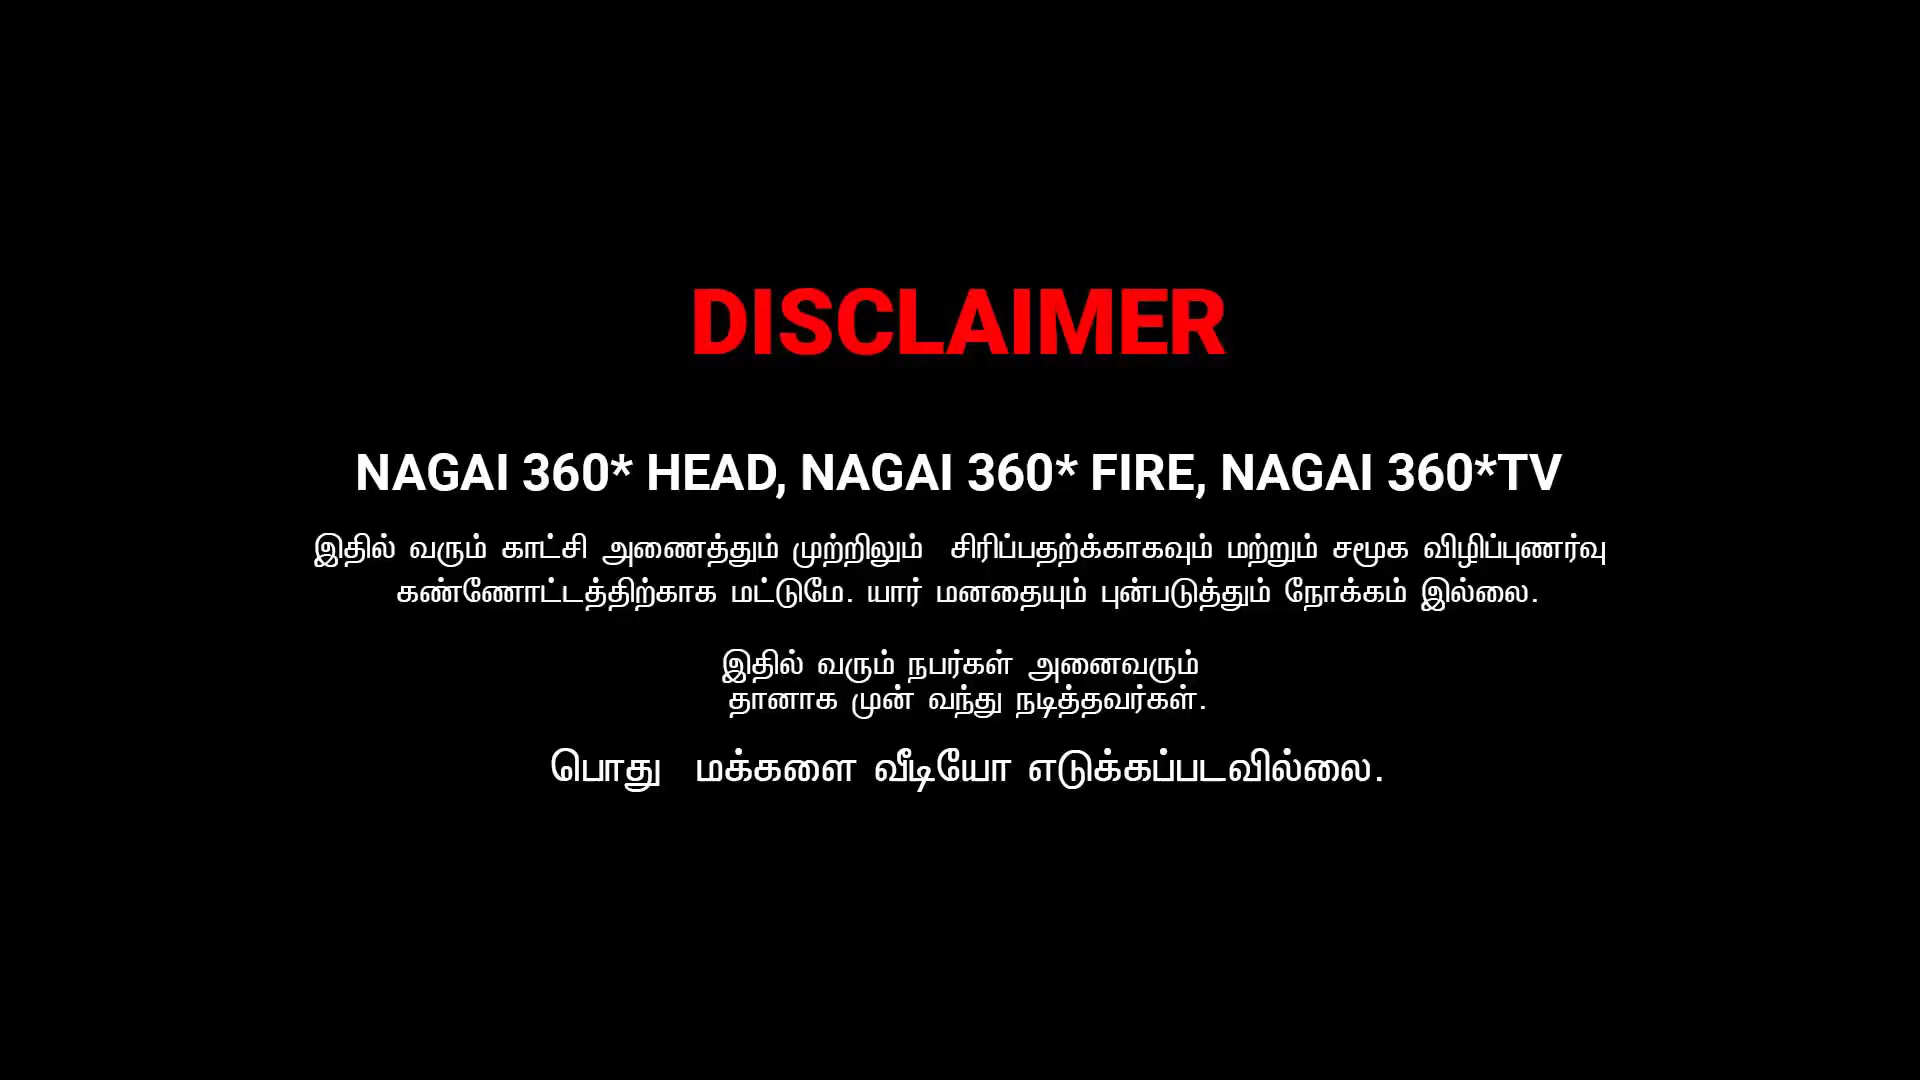 DISCLAIMER
NAGAI 360* HEAD, NAGAI 360* FIRE, NAGAI 360*TV
இதில் வரும் காட்சி அணைத்தும் முற்றிலும் சிரிப்பதற்க்காகவும் மற்றும் சமூக விழிப்புணர்வு
கண்ணோட்டத்திற்காக மட்டுமே. யார் மனதையும் புன்படுத்தும் நோக்கம் இல்லை.
இதில் வரும் நபர்கள் அனைவரும்
தானாக முன் வந்து நடித்தவர்கள்.
பொது மக்களை வீடியோ எடுக்கப்படவில்லை.